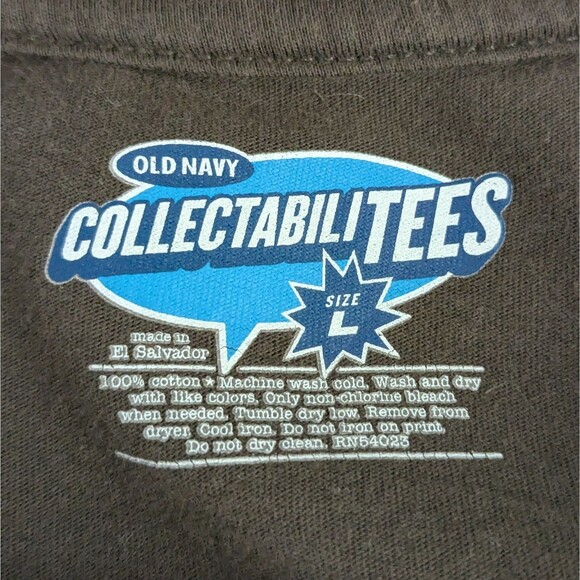 OLD NAVY
COLLECTABILITEES
SIZE
L
made in
El Salvador
100% cotton * Machine wash cold, Wash and dry
with like colors, Only non-chlorine bleach
when needed, Tumble dry low. Remove from
dryer, Cool iron. Do not iron on print,
Do not dry clean. RN54023